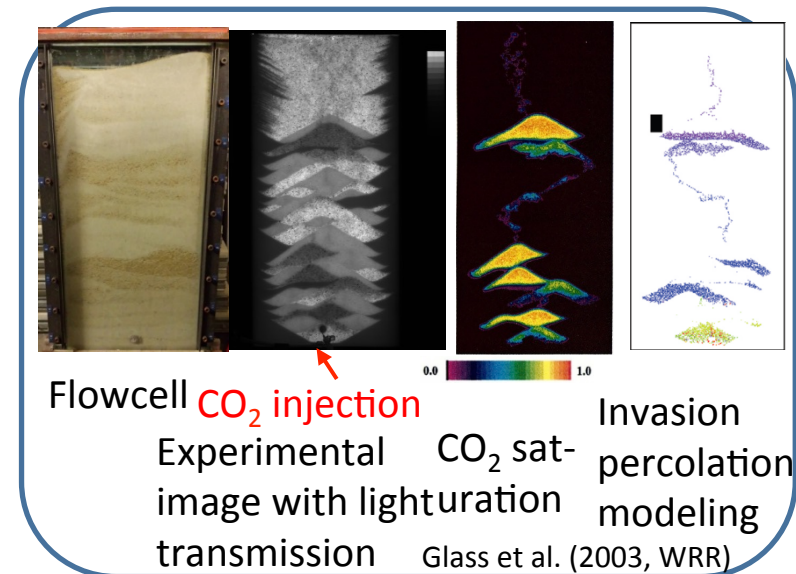 0.0 1.0
Flowcell
CO₂ injection
Experimental
image with light
transmission
CO₂ sat-
uration
Invasion
percolation
modeling
Glass et al. (2003, WRR)